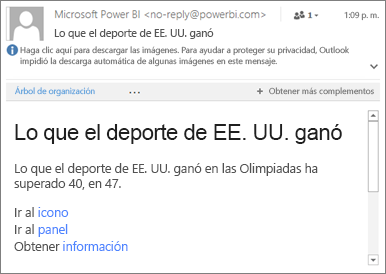 Microsoft Power BI <no-reply@powerbi.com>
1
1:09 p. m.
Lo que el deporte de EE. UU. ganó
Haga clic aquí para descargar las imágenes. Para ayudar a proteger su privacidad, Outlook
impidió la descarga automática de algunas imágenes en este mensaje.
Árbol de organización
...
+ Obtener más complementos
Lo que el deporte de EE. UU. ganó
Lo que el deporte de EE. UU. ganó en las Olimpiadas ha
superado 40, en 47.
Ir al icono
Ir al panel
Obtener información